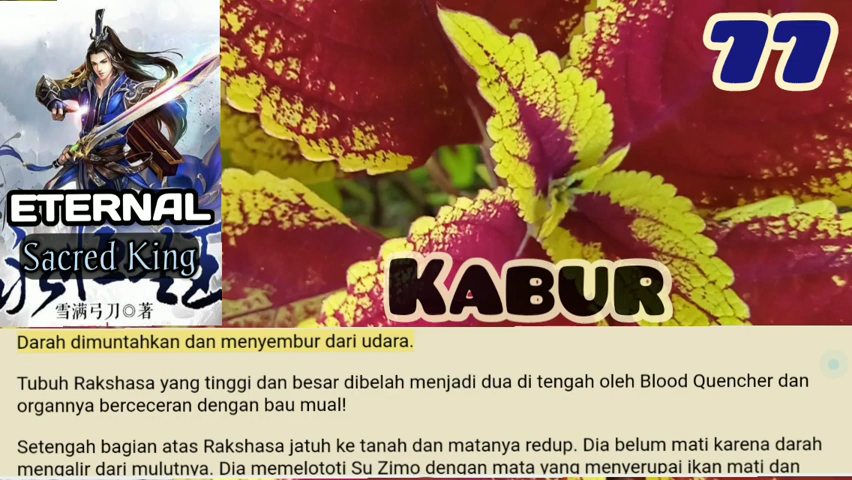 77
ETERNAL
Sacred King
雪满弓刀◎著
KABUR
Darah dimuntahkan dan menyembur dari udara.
Tubuh Rakshasa yang tinggi dan besar dibelah menjadi dua di tengah oleh Blood Quencher dan
organnya berceceran dengan bau mual!
Setengah bagian atas Rakshasa jatuh ke tanah dan matanya redup. Dia belum mati karena darah
mengalir dari mulutnya. Dia memelototi Su Zimo dengan mata yang menyerupai ikan mati dan